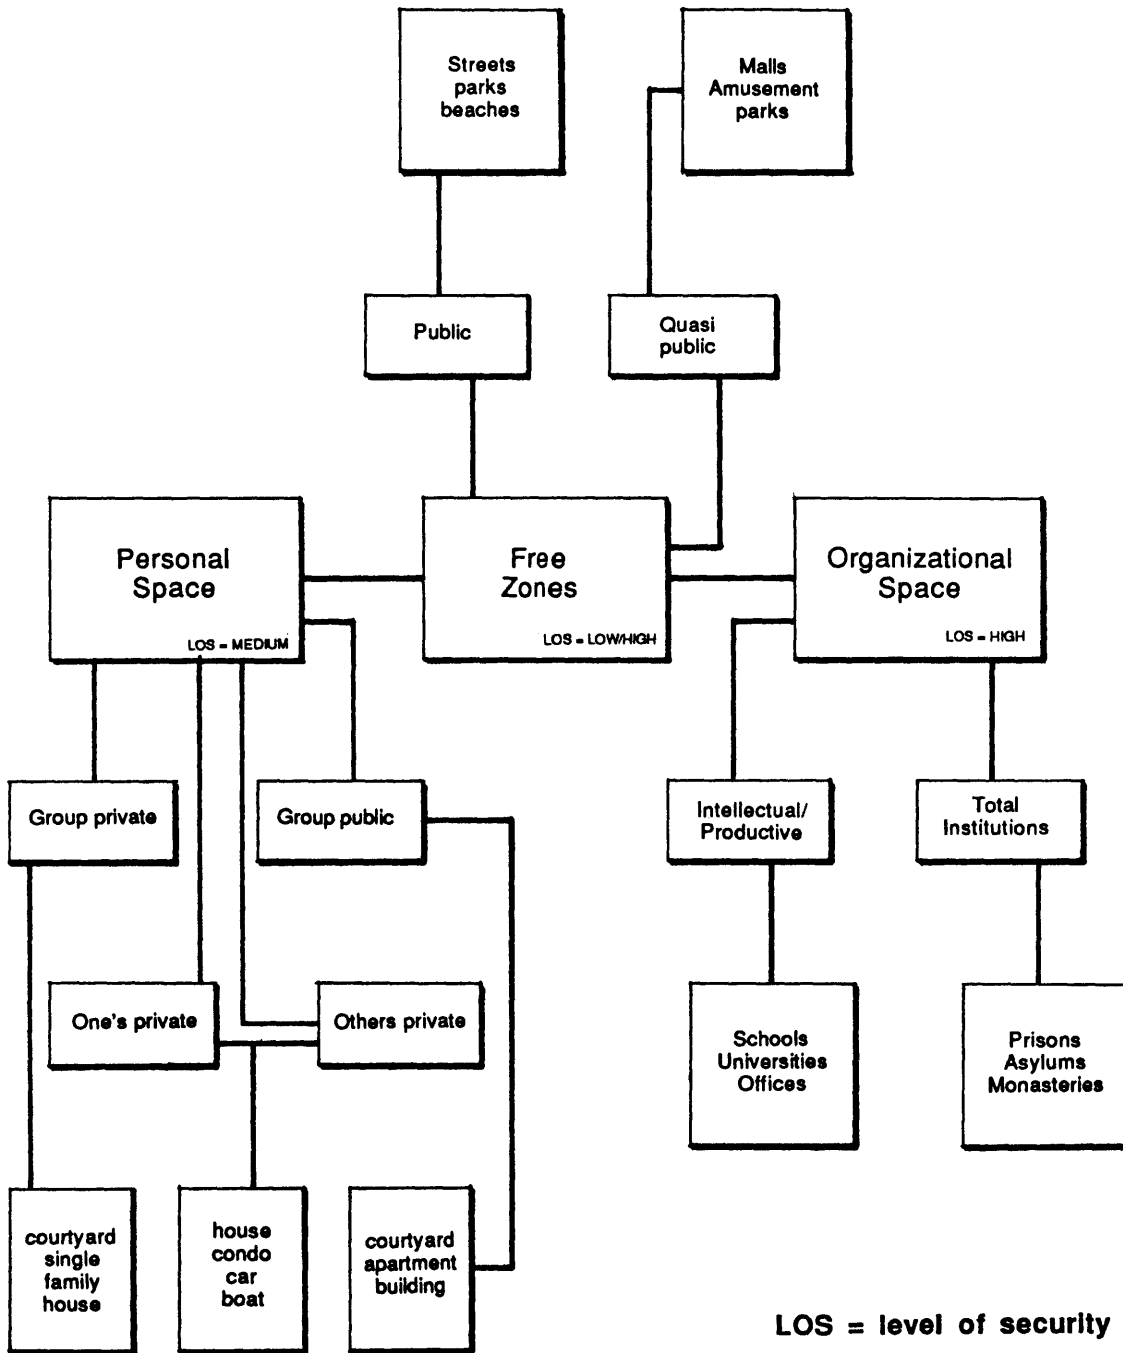 Streets
parks
beaches
Malls
Amusement
parks
Public
Quasi
public
Personal
Space
LOS = MEDIUM
Free
Zones
LOS = LOW/HIGH
Organizational
Space
LOS = HIGH
Group private
Group public
Intellectual/
Productive
Total
Institutions
One's private
Others private
Schools
Universities
Offices
Prisons
Asylums
Monasteries
courtyard
single
family
house
house
condo
car
boat
courtyard
apartment
building
LOS = level of security